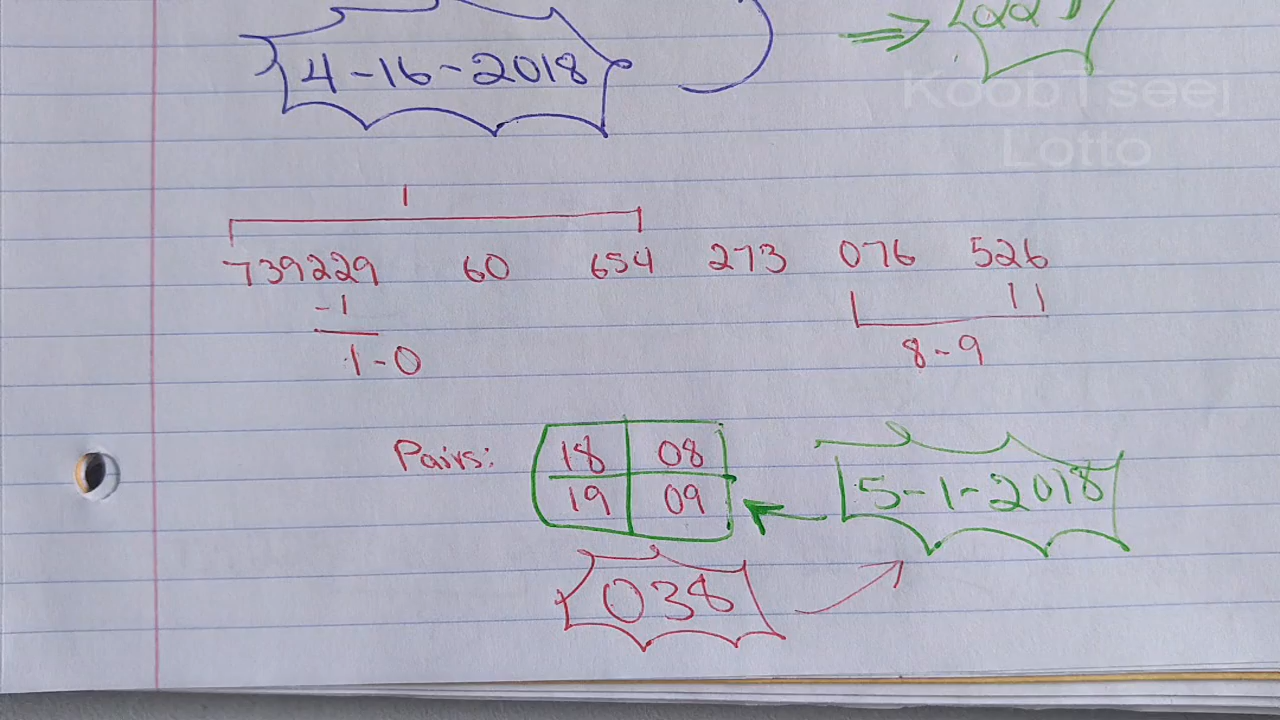 4-16-2018
Koob I seej
Lotto
1
739229 60 654 273 076 526
-1 11
1-0 8-9
Pairs: 18 08
19 09 5-1-2018
038